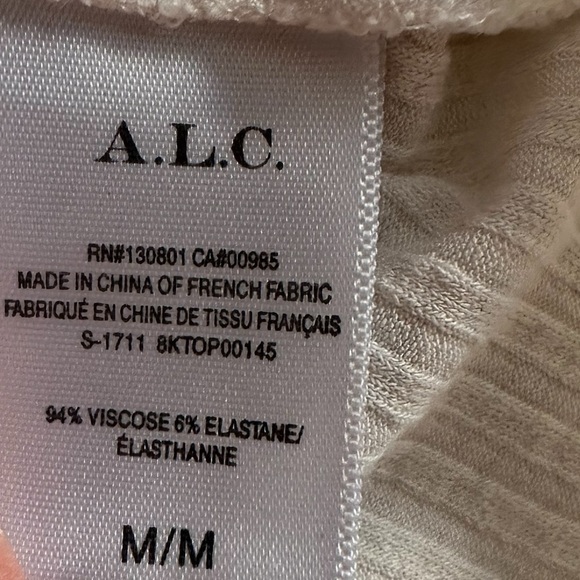 A.L.C.
RN#130801 CA#00985
MADE IN CHINA OF FRENCH FABRIC
FABRIQUÉ EN CHINE DE TISSU FRANÇAIS
S-1711 8KTOP00145
94% VISCOSE 6% ELASTANE/
ÉLASTHANNE
M/M